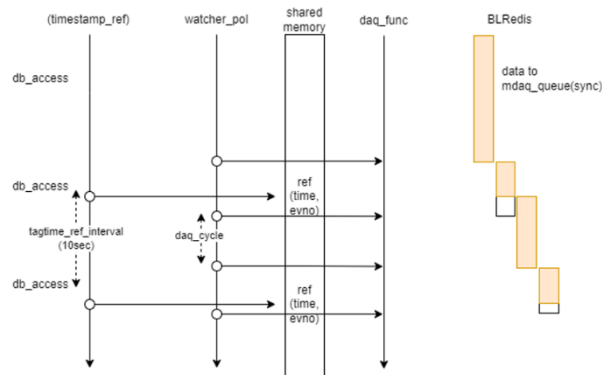 (timestamp_ref)
watcher_pol
shared
memory
daq_func
BLRedis
db_access
data to
mdaq_queue(sync)
db_access
ref
(time,
evno)
tagtime_ref_interval
(10sec)
daq_cycle
db_access
ref
(time,
evno)